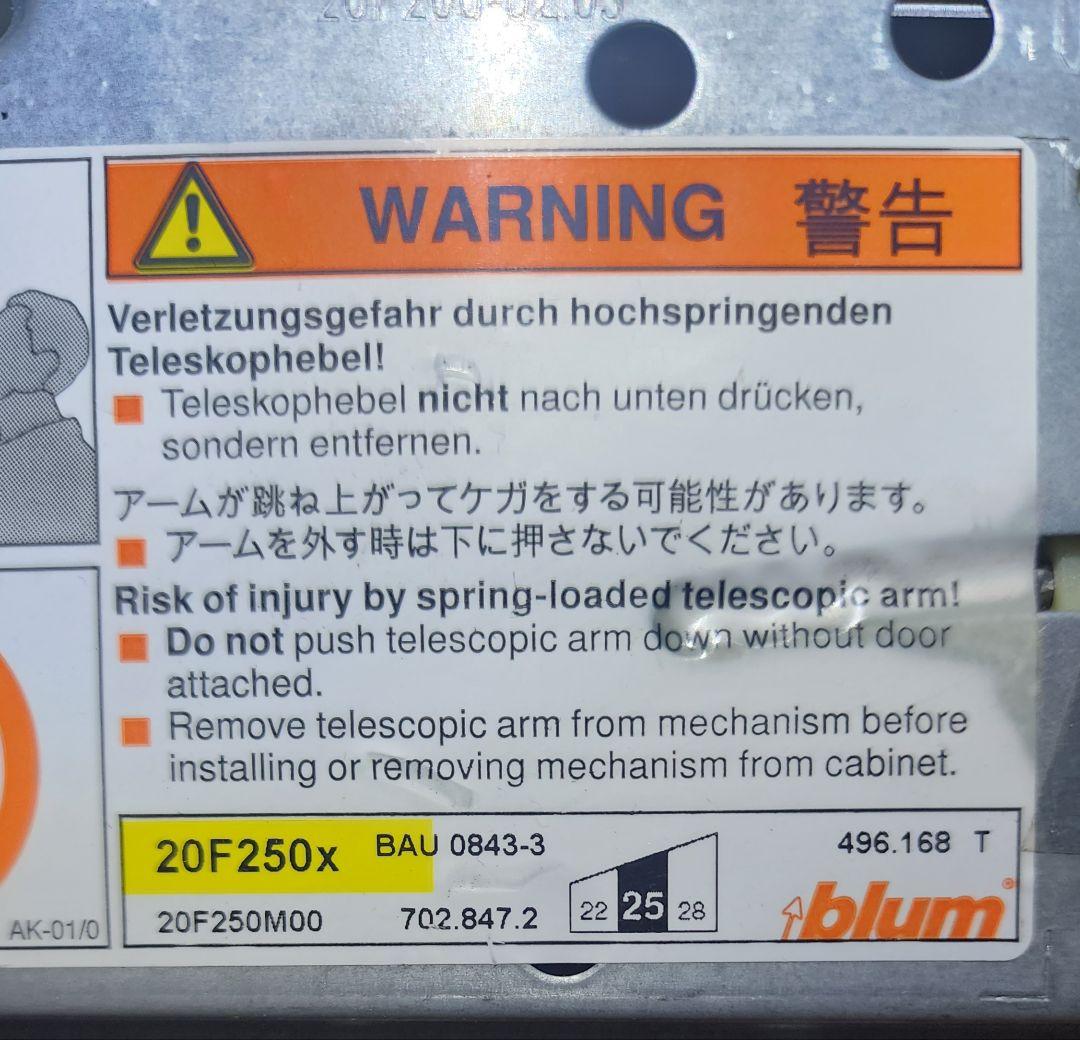 WARNING 警告
Verletzungsgefahr durch hochspringenden
Teleskophebel!
Teleskophebel nicht nach unten drücken,
sondern entfernen.
アームが跳ね上がってケガをする可能性があります。
アームを外す時は下に押さないでください。
Risk of injury by spring-loaded telescopic arm!
Do not push telescopic arm down without door
attached.
Remove telescopic arm from mechanism before
installing or removing mechanism from cabinet.
20F250x BAU 0843-3 496.168 T
20F250M00 702.847.2 22 25 28 blum®
AK-01/0